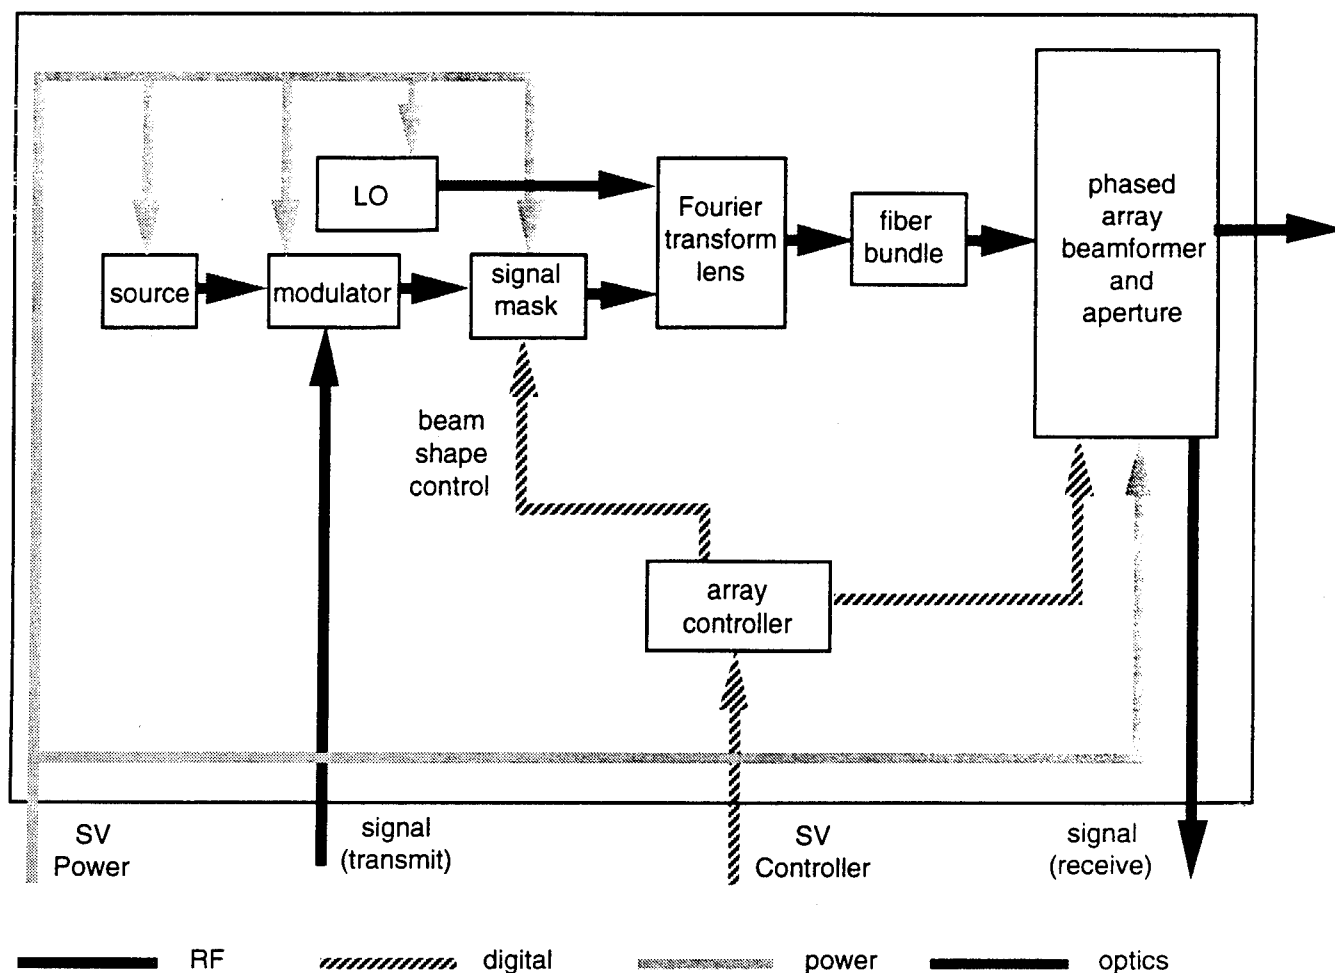 LO
source
modulator
signal
mask
Fourier
transform
lens
fiber
bundle
phased
array
beamformer
and
aperture
beam
shape
control
array
controller
SV
Power
signal
(transmit)
SV
Controller
signal
(receive)
RF
digital
power
optics